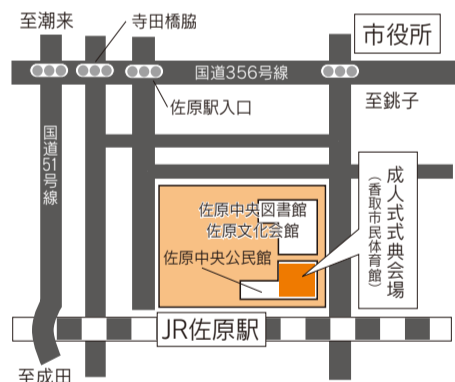 至潮来
寺田橋脇
市役所
国道356号線
佐原駅入口
至銚子
国道51号線
成人式式典会場
（香取市民体育館）
佐原中央図書館
佐原文化会館
佐原中央公民館
JR佐原駅
至成田